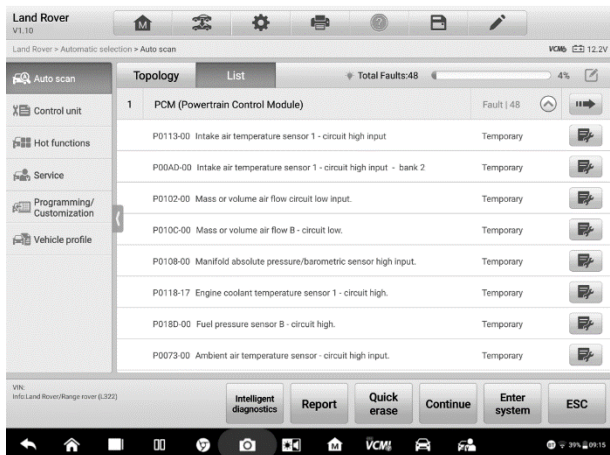 Land Rover
V1.10
Land Rover > Automatic selection > Auto scan
VCMI 12.2V
Auto scan
Control unit
Hot functions
Service
Programming/
Customization
Vehicle profile
Topology List Total Faults:48 4%
1 PCM (Powertrain Control Module) Fault | 48
P0113-00 Intake air temperature sensor 1 - circuit high input Temporary
P00AD-00 Intake air temperature sensor 1 - circuit high input - bank 2 Temporary
P0102-00 Mass or volume air flow circuit low input. Temporary
P010C-00 Mass or volume air flow B - circuit low. Temporary
P0108-00 Manifold absolute pressure/barometric sensor high input. Temporary
P0118-17 Engine coolant temperature sensor 1 - circuit high. Temporary
P018D-00 Fuel pressure sensor B - circuit high. Temporary
P0073-00 Ambient air temperature sensor - circuit high input. Temporary
VIN:
Info:Land Rover/Range rover (L322)
Intelligent
diagnostics
Report
Quick
erase
Continue
Enter
system
ESC
VCMI
39% 09:15